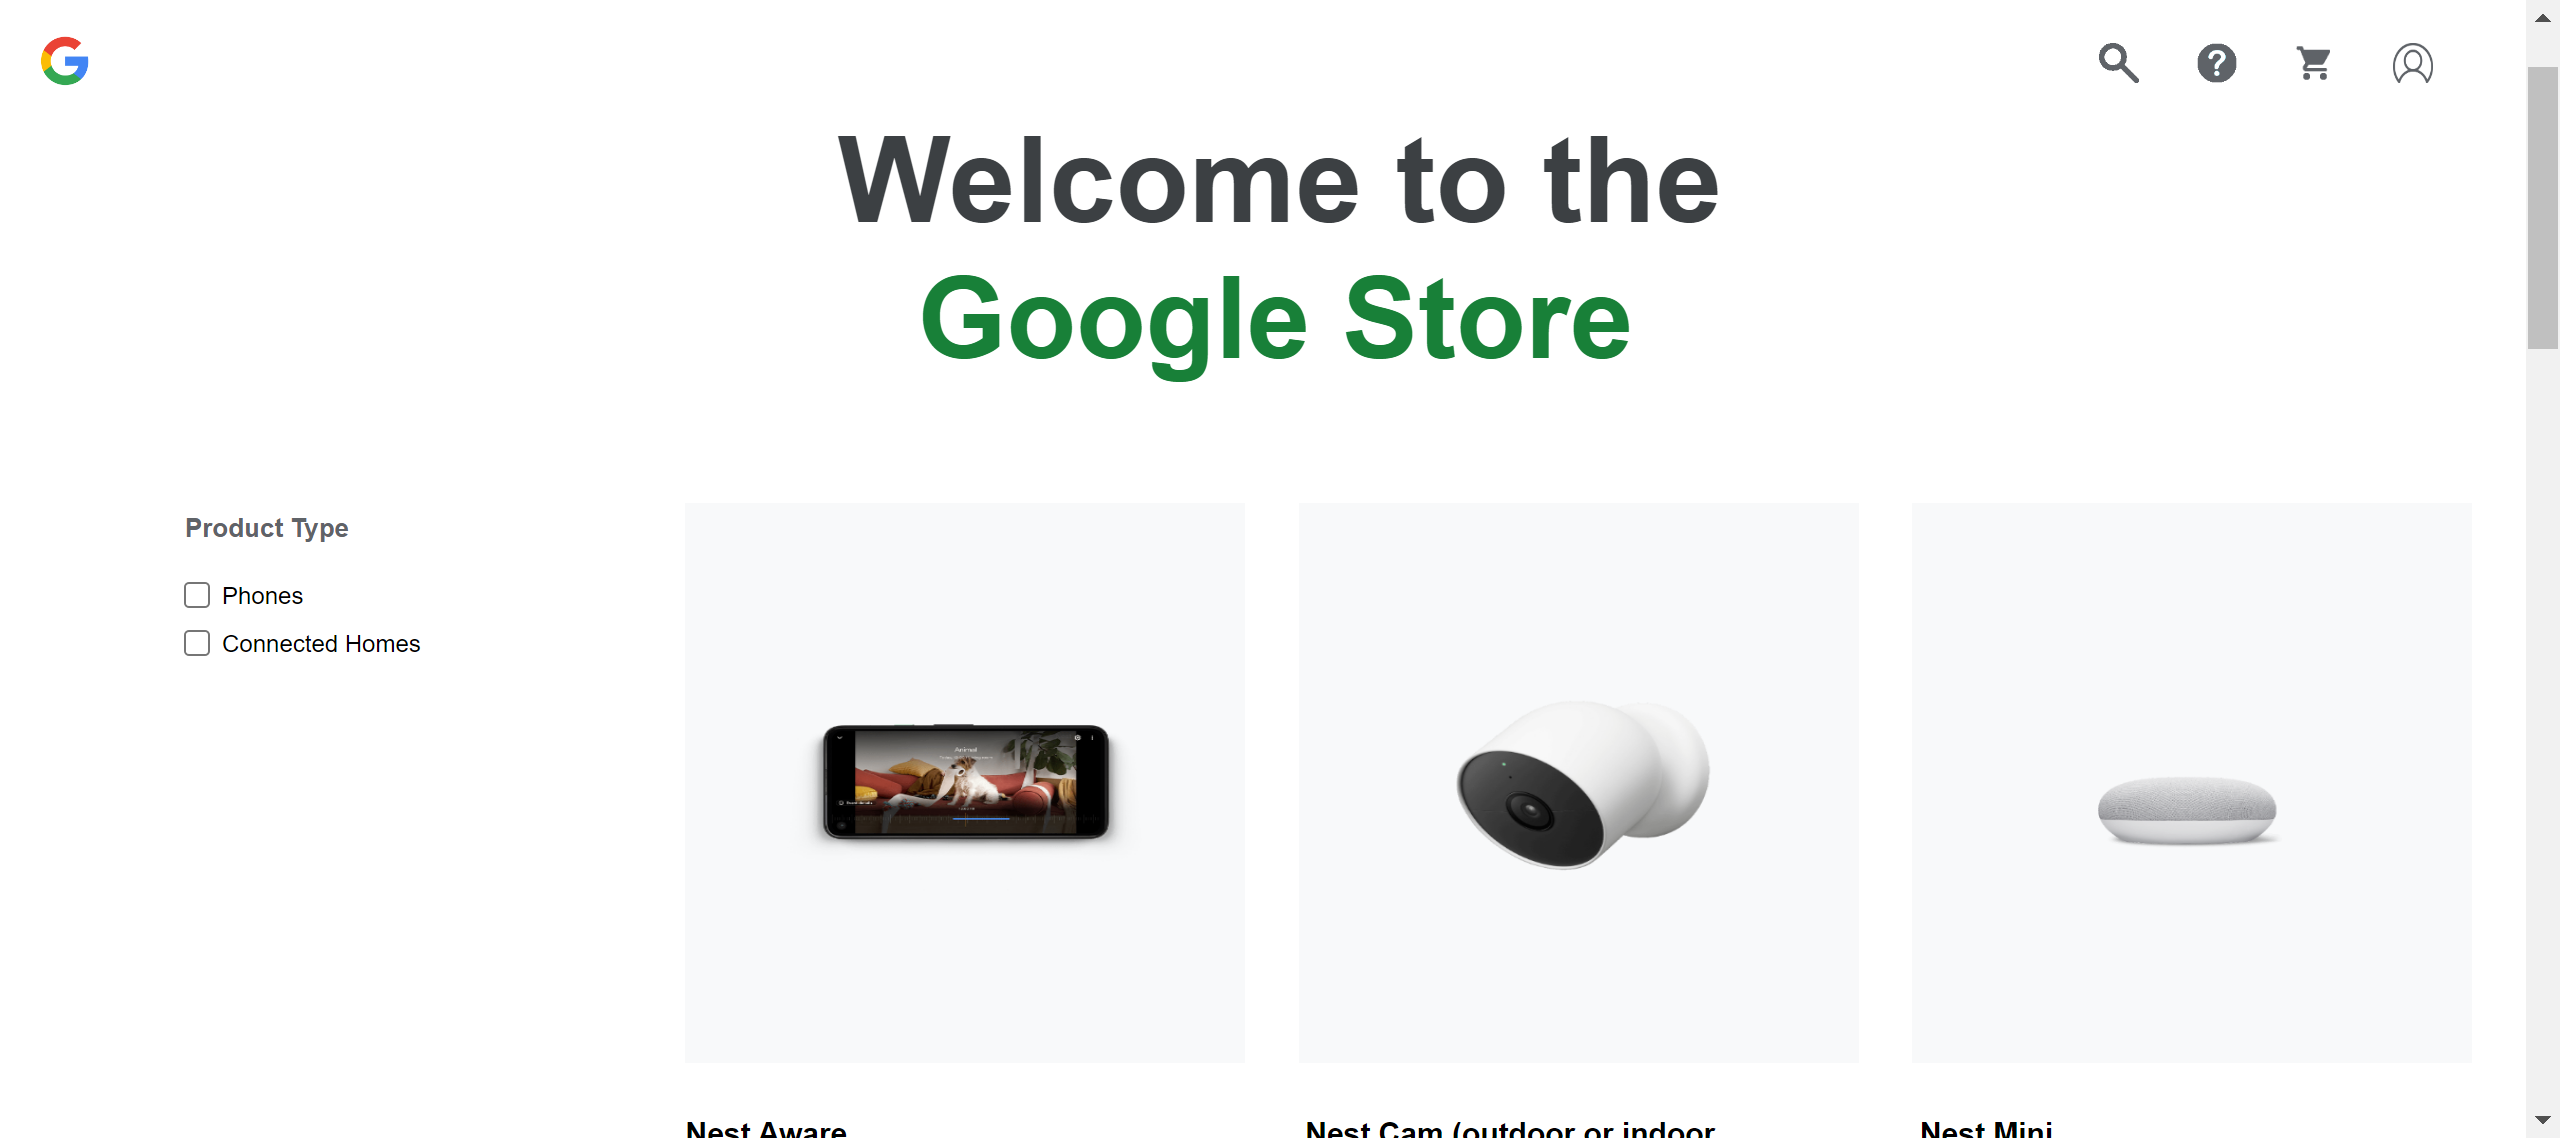 Welcome to the
Google Store
Product Type
Phones
Connected Homes
Animal
Nest Aware
Nest Cam (outdoor or indoor
Nest Mini